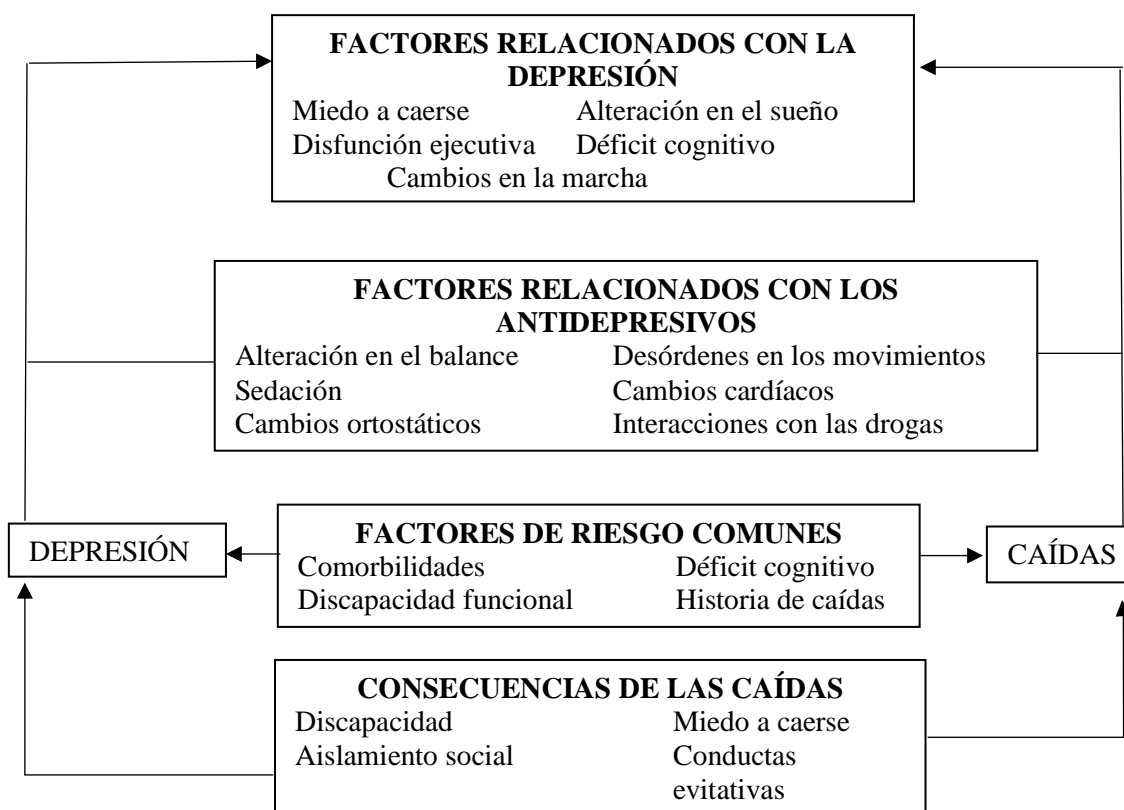 FACTORES RELACIONADOS CON LA
DEPRESIÓN
Miedo a caerse Alteración en el sueño
Disfunción ejecutiva Déficit cognitivo
Cambios en la marcha
FACTORES RELACIONADOS CON LOS
ANTIDEPRESIVOS
Alteración en el balance Desórdenes en los movimientos
Sedación Cambios cardíacos
Cambios ortostáticos Interacciones con las drogas
DEPRESIÓN
FACTORES DE RIESGO COMUNES
Comorbilidades Déficit cognitivo
Discapacidad funcional Historia de caídas
CAÍDAS
CONSECUENCIAS DE LAS CAÍDAS
Discapacidad Miedo a caerse
Aislamiento social Conductas
evitativas